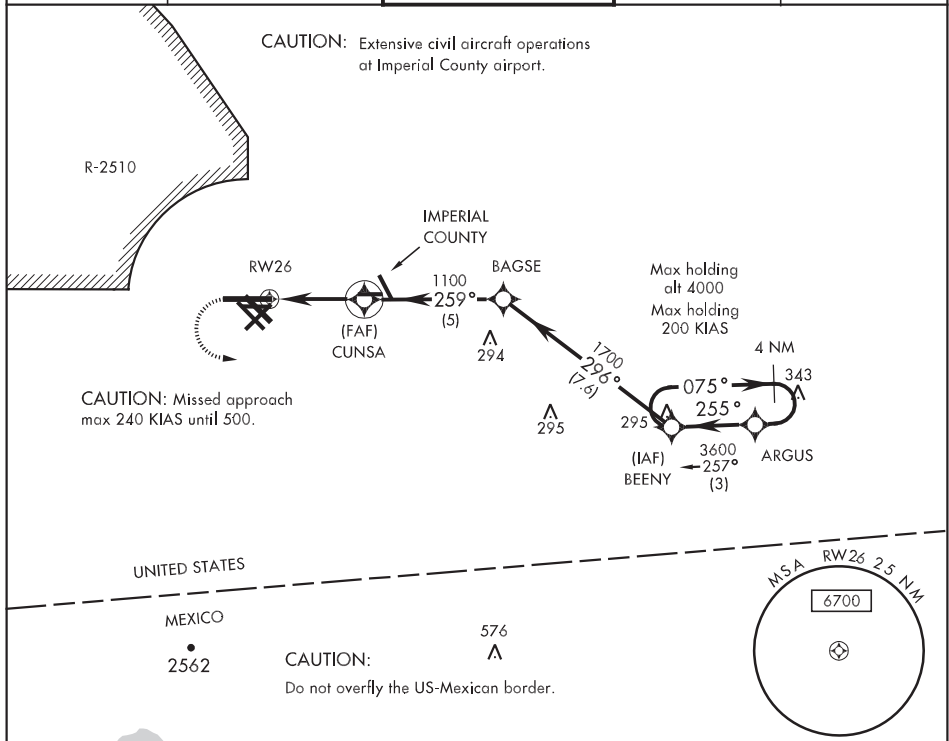 CAUTION: Extensive civil aircraft operations
at Imperial County airport.
R-2510
IMPERIAL
COUNTY
RW26
BAGSE
1100
259°
(5)
(FAF)
CUNSA
294
Max holding
alt 4000
Max holding
200 KIAS
4 NM
343
1700
296°
(7.6)
075°
255°
295
295
CAUTION: Missed approach
max 240 KIAS until 500.
(IAF)
BEENY
3600
257°
(3)
ARGUS
UNITED STATES
MEXICO
2562
576
CAUTION:
Do not overfly the US-Mexican border.
MSA RW26 25 NM
6700